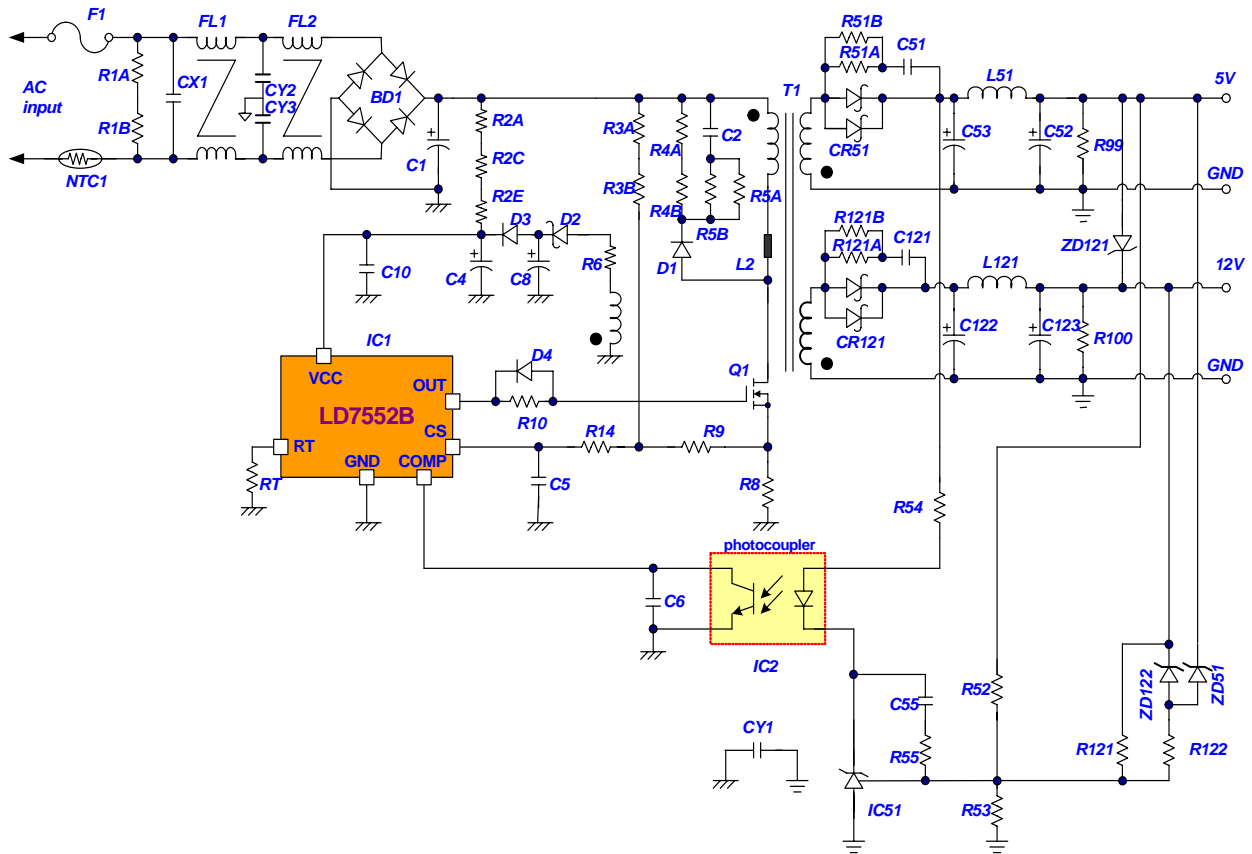 F1
FL1
FL2
R51B
R51A
C51
L51
5V
AC
input
R1A
R1B
CX1
CY2
CY3
BD1
T1
NTC1
C1
R2A
R2C
R2E
R3A
R3B
R4A
R4B
C2
R5A
R5B
CR51
C53
C52
R99
GND
D3
D2
R6
D1
L2
R121B
R121A
C121
L121
ZD121
12V
C10
C4
C8
CR121
C122
C123
R100
GND
IC1
VCC
OUT
LD7552B
CS
RT
GND
COMP
D4
R10
Q1
RT
R14
R9
C5
R8
R54
photocoupler
C6
IC2
R52
ZD122
ZD51
C55
CY1
R55
R121
R122
IC51
R53